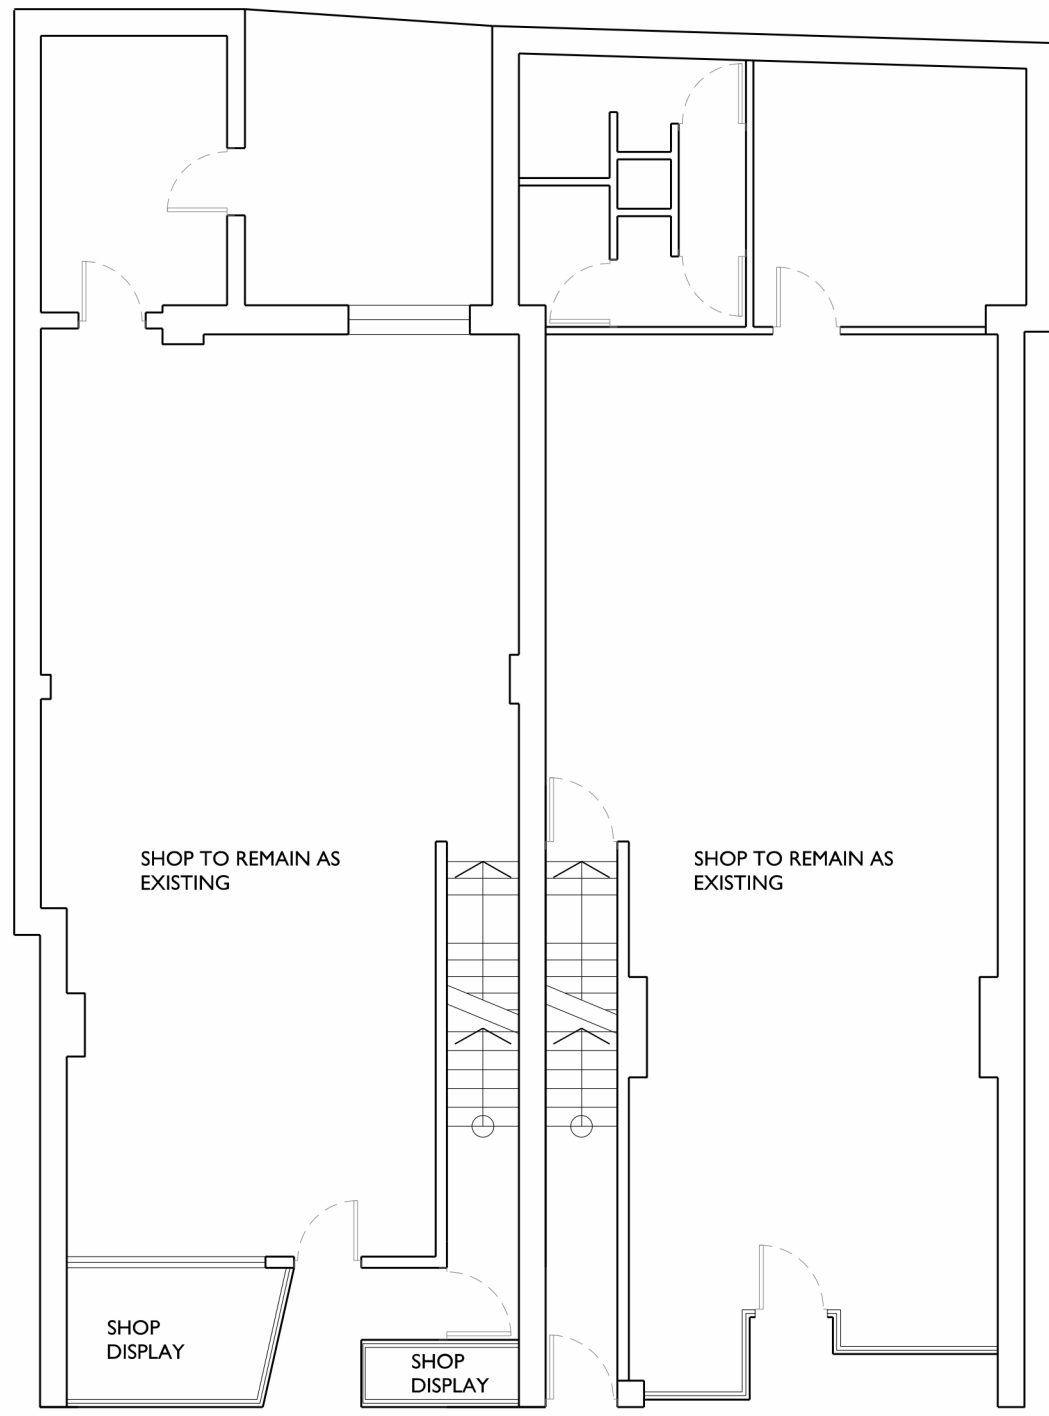 SHOP TO REMAIN AS
EXISTING
SHOP TO REMAIN AS
EXISTING
SHOP
DISPLAY
SHOP
DISPLAY